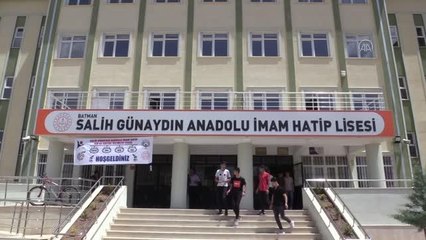 BATMAN
SALİH GÜNAYDIN ANADOLU İMAM HATİP LİSESİ
HOŞGELDİNİZ